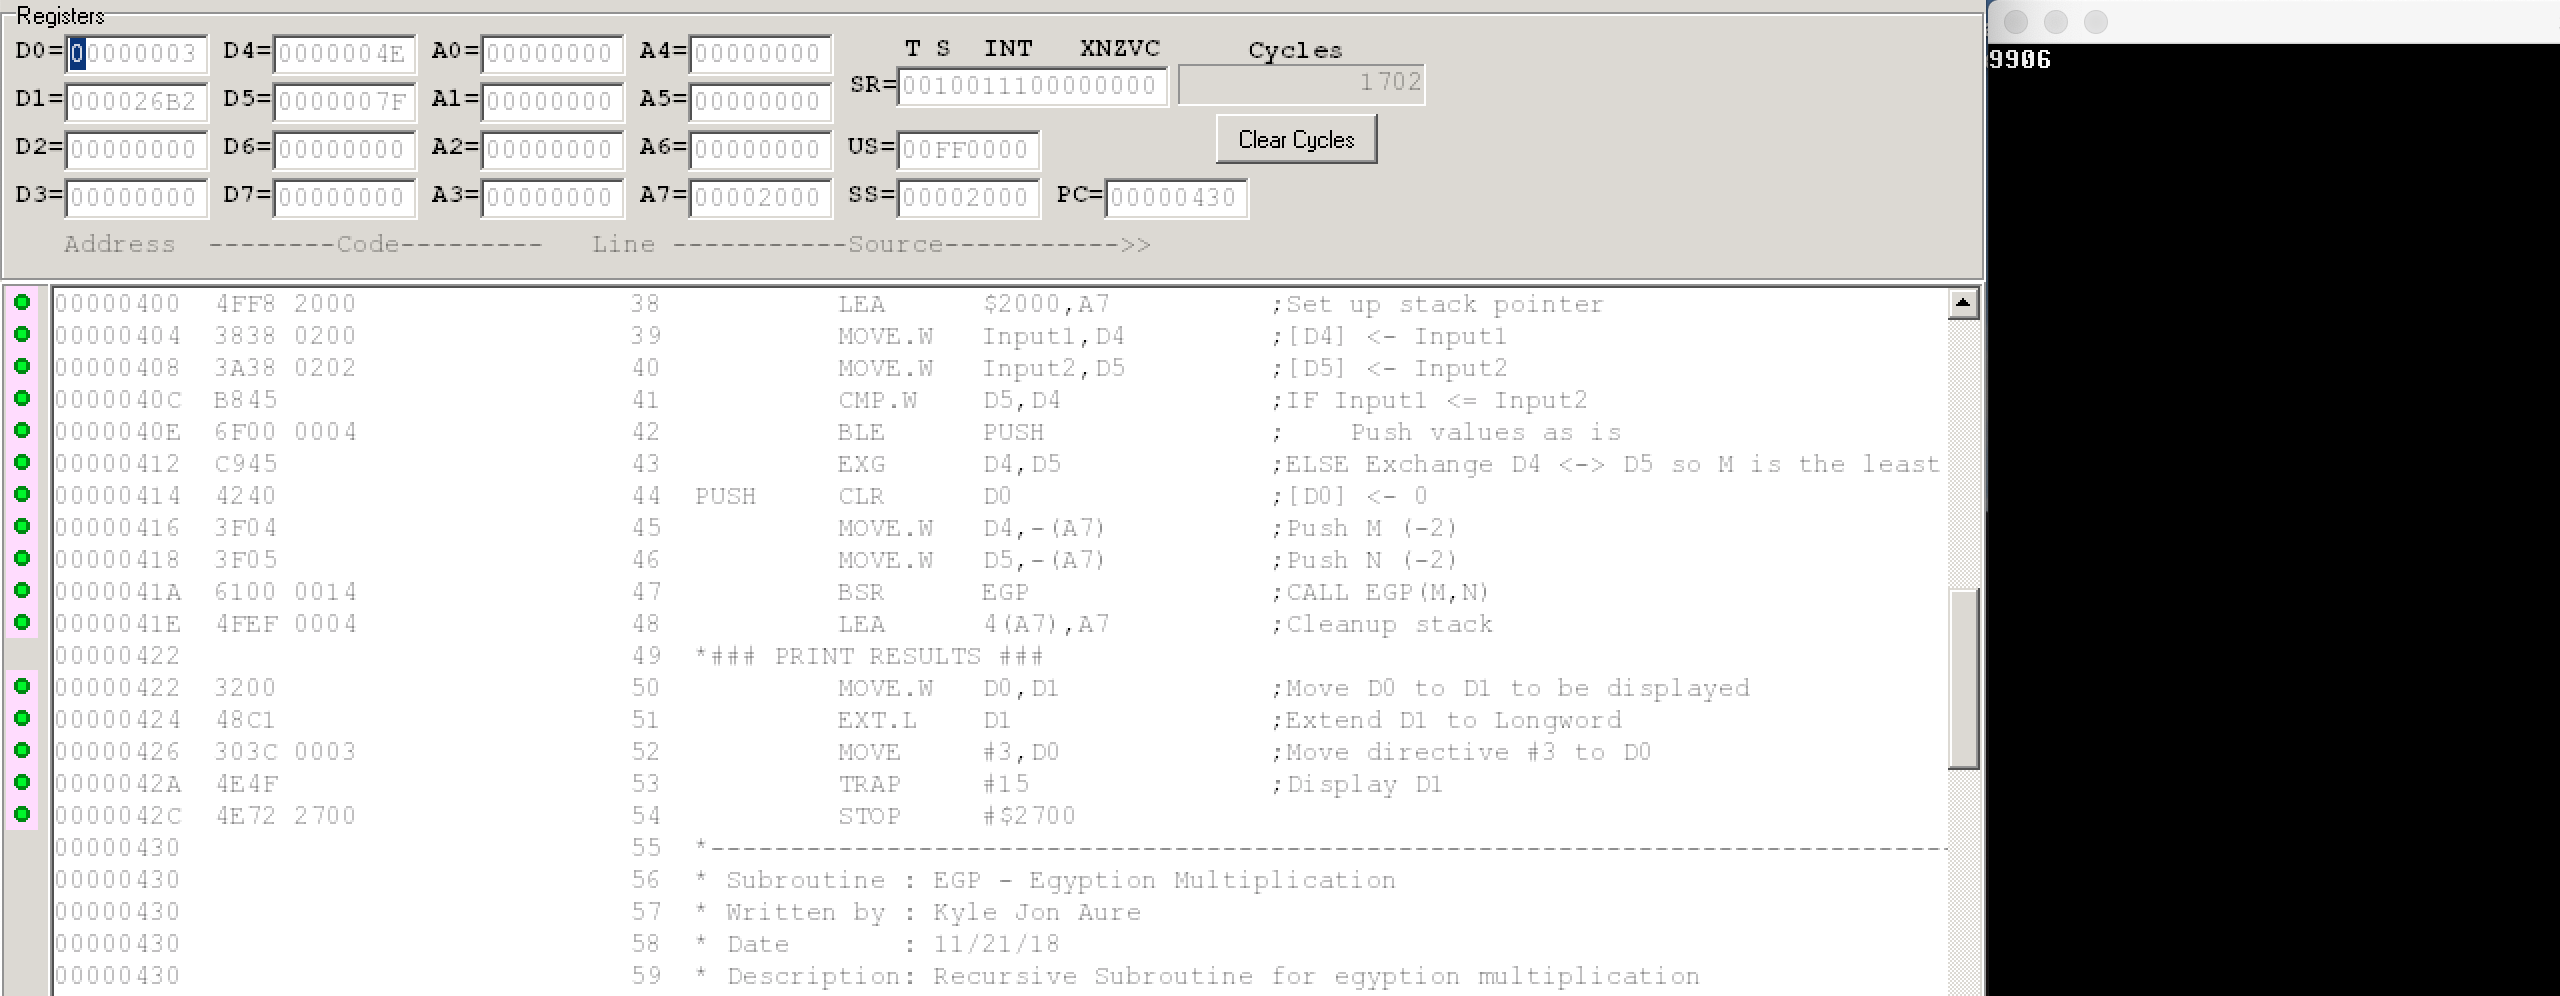 Registers
T S INT XNZVC Cycles
D0=00000003 D4=0000004E A0=00000000 A4=00000000 SR=0010011100000000 1702
D1=000026B2 D5=0000007F A1=00000000 A5=00000000
Clear Cycles
D2=00000000 D6=00000000 A2=00000000 A6=00000000 US=00FF0000
D3=00000000 D7=00000000 A3=00000000 A7=00002000 SS=00002000 PC=00000430
Address --------Code--------- Line -----------Source----------->>
00000400 4FF8 2000 38 LEA $2000,A7 ;Set up stack pointer
00000404 3838 0200 39 MOVE.W Input1,D4 ;[D4] <- Input1
00000408 3A38 0202 40 MOVE.W Input2,D5 ;[D5] <- Input2
0000040C B845 41 CMP.W D5,D4 ;IF Input1 <= Input2
0000040E 6F00 0004 42 BLE PUSH ; Push values as is
00000412 C945 43 EXG D4,D5 ;ELSE Exchange D4 <-> D5 so M is the least
00000414 4240 44 PUSH CLR D0 ;[D0] <- 0
00000416 3F04 45 MOVE.W D4,-(A7) ;Push M (-2)
00000418 3F05 46 MOVE.W D5,-(A7) ;Push N (-2)
0000041A 6100 0014 47 BSR EGP ;CALL EGP(M,N)
0000041E 4FEF 0004 48 LEA 4(A7),A7 ;Cleanup stack
00000422 49 *### PRINT RESULTS ###
00000422 3200 50 MOVE.W D0,D1 ;Move D0 to D1 to be displayed
00000424 48C1 51 EXT.L D1 ;Extend D1 to Longword
00000426 303C 0003 52 MOVE #3,D0 ;Move directive #3 to D0
0000042A 4E4F 53 TRAP #15 ;Display D1
0000042C 4E72 2700 54 STOP #$2700
00000430 55 *------------------------------------------------------------------------------
00000430 56 * Subroutine : EGP - Egyption Multiplication
00000430 57 * Written by : Kyle Jon Aure
00000430 58 * Date : 11/21/18
00000430 59 * Description: Recursive Subroutine for egyption multiplication
9906